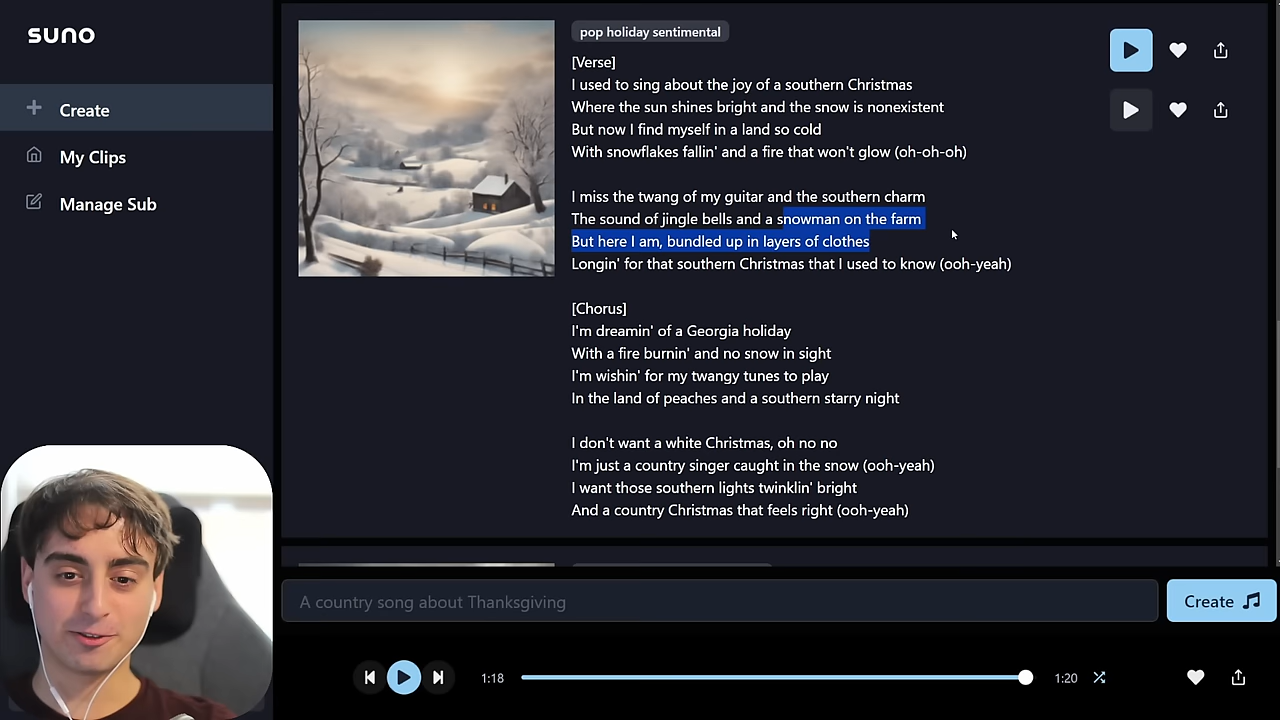 suno
Create
My Clips
Manage Sub
pop holiday sentimental
[Verse]
I used to sing about the joy of a southern Christmas
Where the sun shines bright and the snow is nonexistent
But now I find myself in a land so cold
With snowflakes fallin' and a fire that won't glow (oh-oh-oh)
I miss the twang of my guitar and the southern charm
The sound of jingle bells and a snowman on the farm
But here I am, bundled up in layers of clothes
Longin' for that southern Christmas that I used to know (ooh-yeah)
[Chorus]
I'm dreamin' of a Georgia holiday
With a fire burnin' and no snow in sight
I'm wishin' for my twangy tunes to play
In the land of peaches and a southern starry night
I don't want a white Christmas, oh no no
I'm just a country singer caught in the snow (ooh-yeah)
I want those southern lights twinklin' bright
And a country Christmas that feels right (ooh-yeah)
A country song about Thanksgiving
Create
1:18
1:20